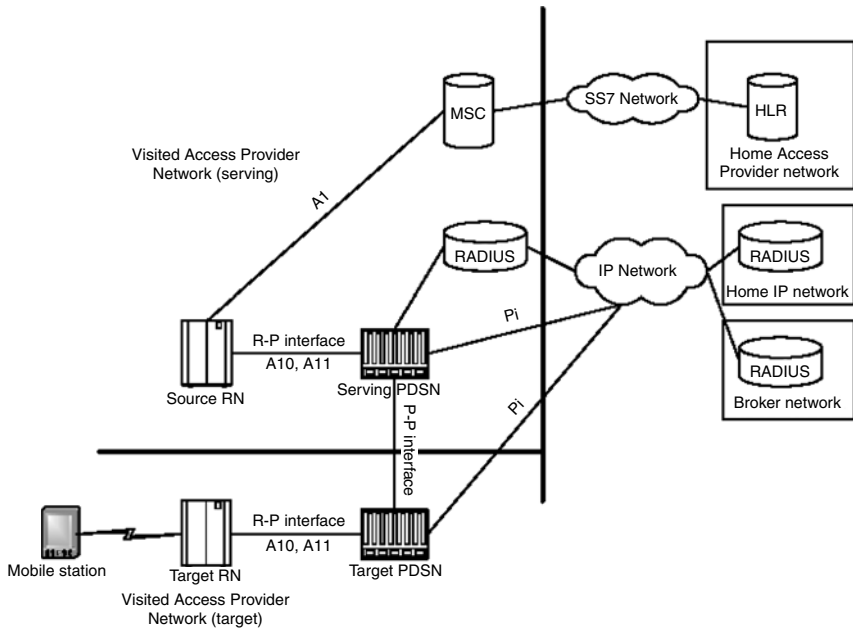 MSC
SS7 Network
HLR
Home Access
Provider network
Visited Access Provider
Network (serving)
A1
RADIUS
IP Network
RADIUS
Home IP network
Pi
R-P interface
A10, A11
Source RN
Serving PDSN
RADIUS
Broker network
P-P interface
Pi
R-P interface
A10, A11
Mobile station
Target RN
Target PDSN
Visited Access Provider
Network (target)